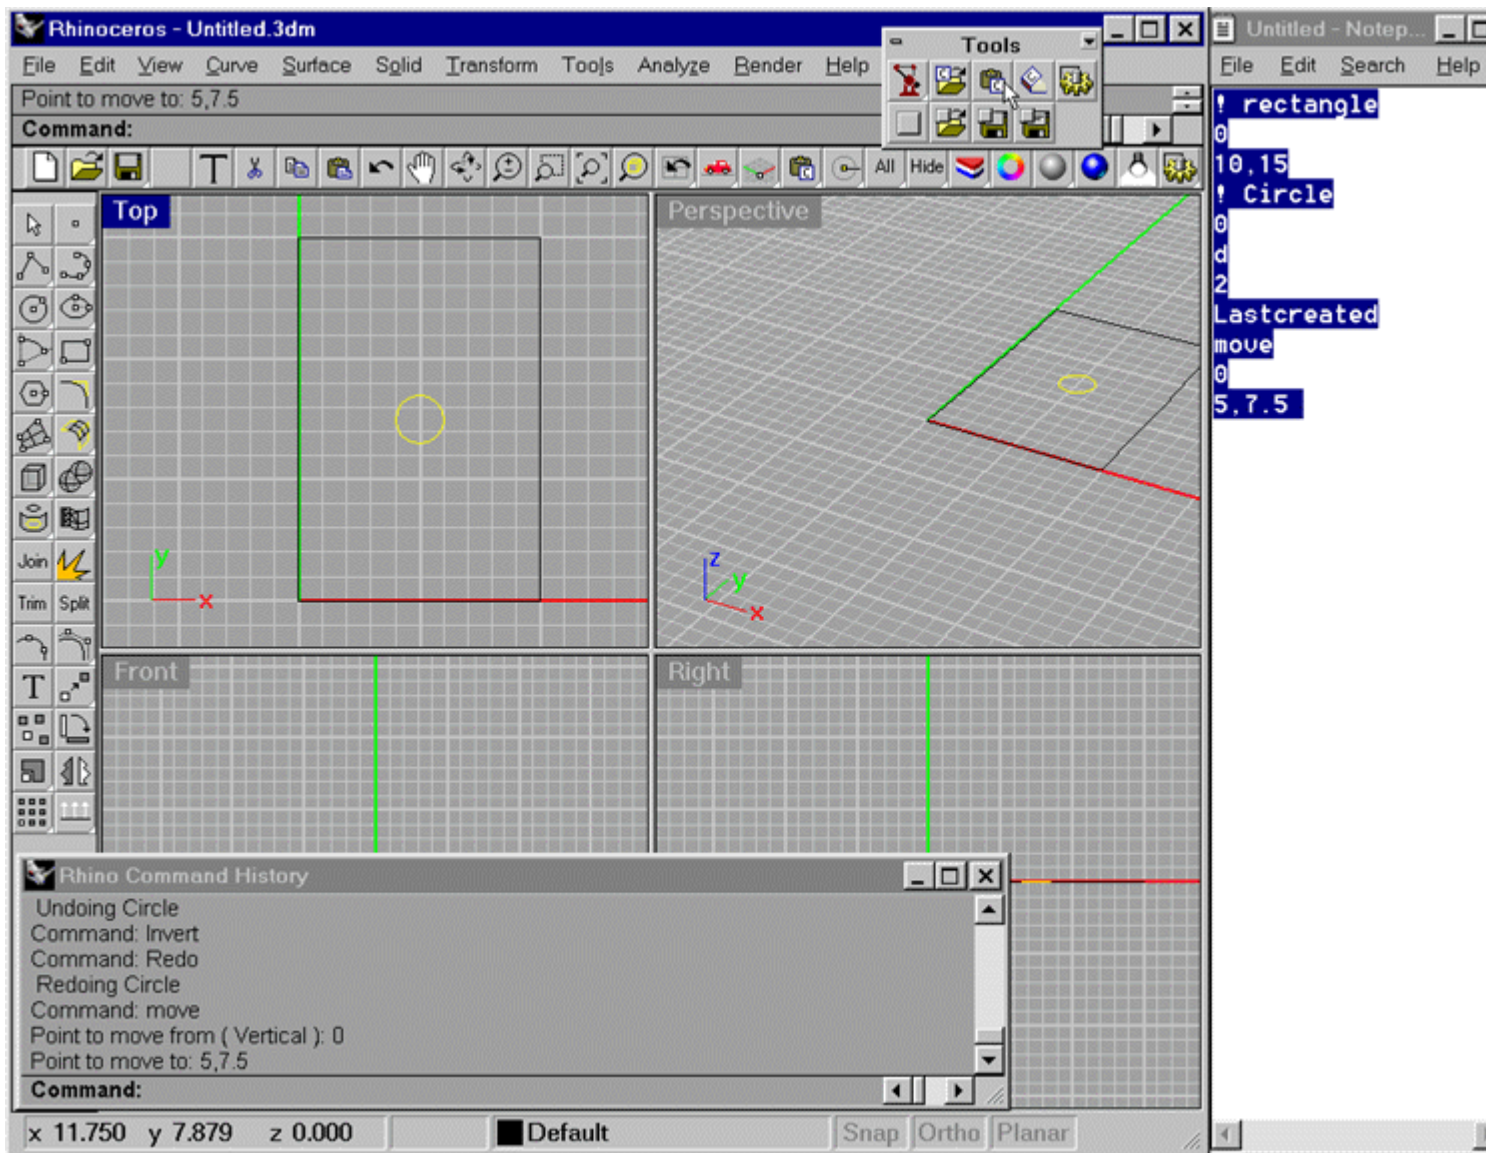 Rhinoceros - Untitled.3dm
File Edit View Curve Surface Solid Transform Tools Analyze Render Help
Point to move to: 5,7.5
Command:
Tools
T All Hide
Top
y
x
Perspective
z
y
x
Join
Trim Split
T
Front
Right
Rhino Command History
Undoing Circle
Command: Invert
Command: Redo
Redoing Circle
Command: move
Point to move from ( Vertical ): 0
Point to move to: 5,7.5
Command:
x 11.750 y 7.879 z 0.000 Default Snap Ortho Planar
Untitled - Notep...
File Edit Search Help
! rectangle
0
10,15
! Circle
0
d
2
Lastcreated
move
0
5,7.5